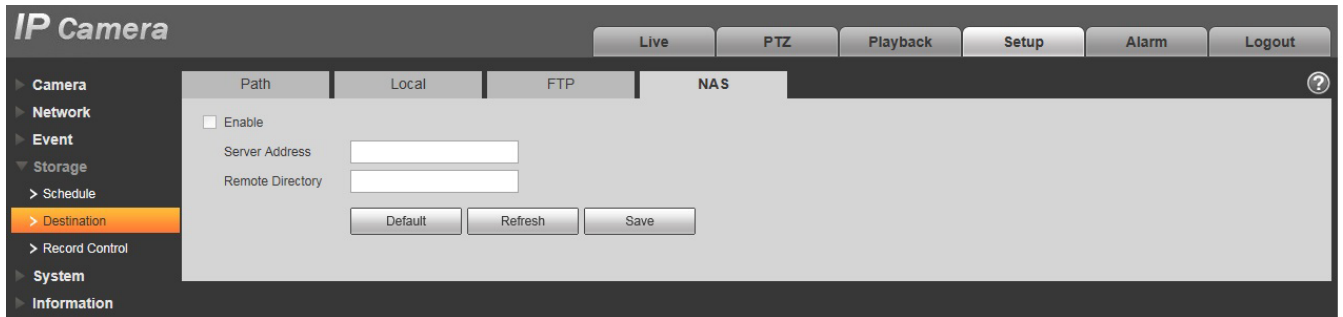 IP Camera
Live PTZ Playback Setup Alarm Logout
Camera
Network
Event
Storage
> Schedule
> Destination
> Record Control
System
Information
Path Local FTP NAS ?
Enable
Server Address
Remote Directory
Default Refresh Save